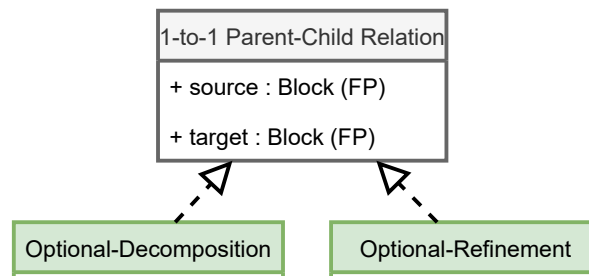 1-to-1 Parent-Child Relation
+ source : Block (FP)
+ target : Block (FP)
Optional-Decomposition
Optional-Refinement